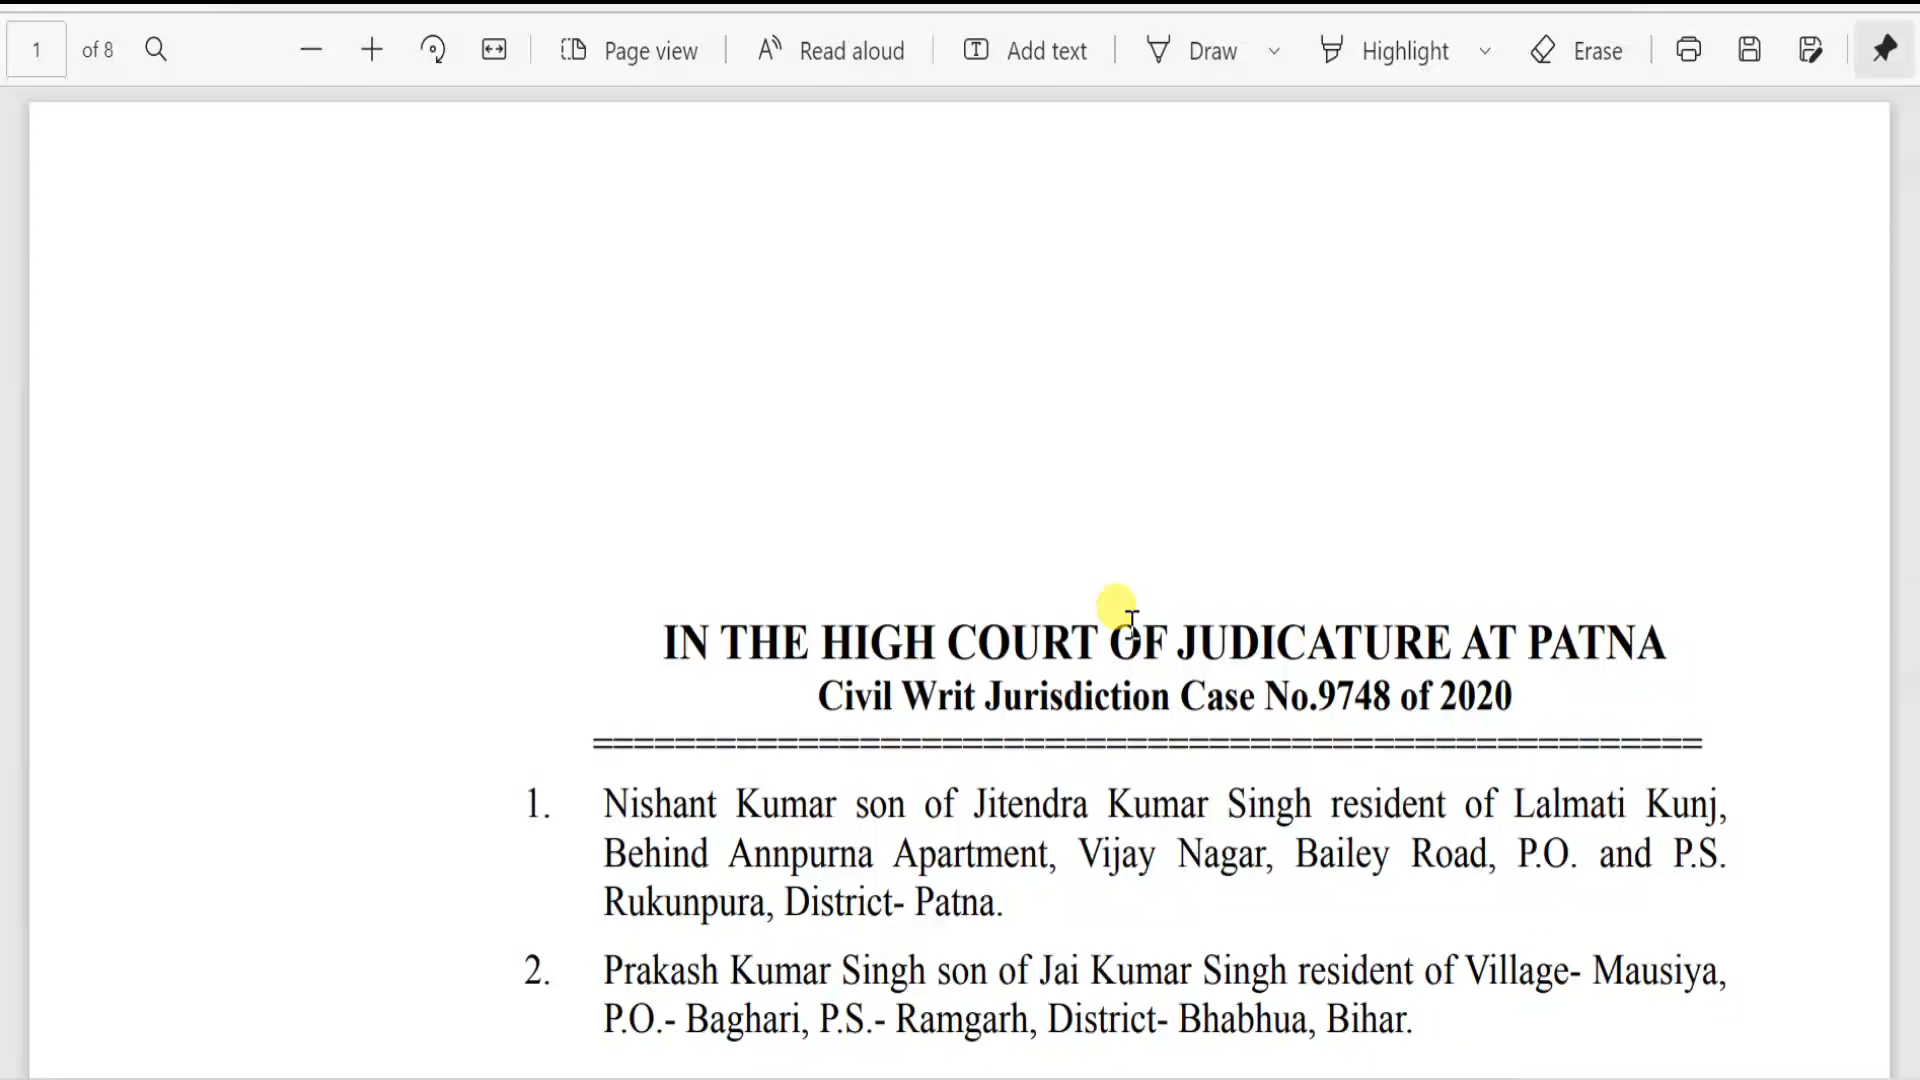 1 of 8 Page view Read aloud Add text Draw Highlight Erase
IN THE HIGH COURT OF JUDICATURE AT PATNA
Civil Writ Jurisdiction Case No.9748 of 2020
======================================================
1. Nishant Kumar son of Jitendra Kumar Singh resident of Lalmati Kunj,
Behind Annpurna Apartment, Vijay Nagar, Bailey Road, P.O. and P.S.
Rukunpura, District- Patna.
2. Prakash Kumar Singh son of Jai Kumar Singh resident of Village- Mausiya,
P.O.- Baghari, P.S.- Ramgarh, District- Bhabhua, Bihar.